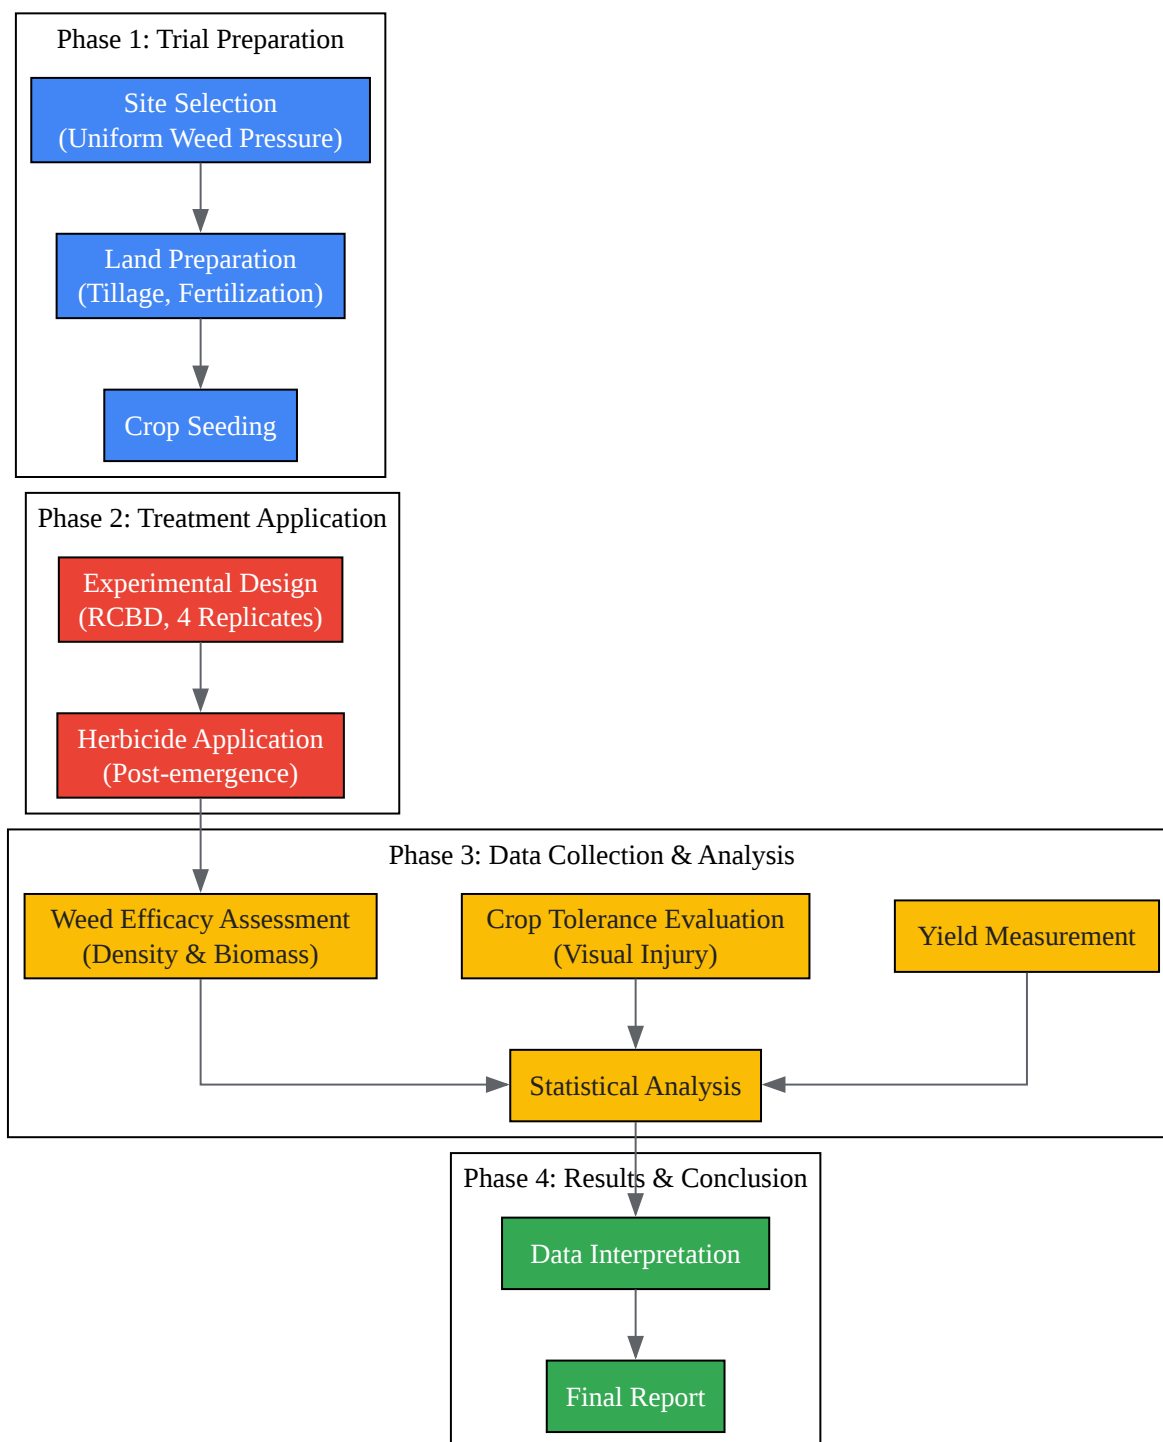 Phase 1: Trial Preparation
Site Selection
(Uniform Weed Pressure)
Land Preparation
(Tillage, Fertilization)
Crop Seeding
Phase 2: Treatment Application
Experimental Design
(RCBD, 4 Replicates)
Herbicide Application
(Post-emergence)
Phase 3: Data Collection & Analysis
Weed Efficacy Assessment
(Density & Biomass)
Crop Tolerance Evaluation
(Visual Injury)
Yield Measurement
Statistical Analysis
Phase 4: Results & Conclusion
Data Interpretation
Final Report